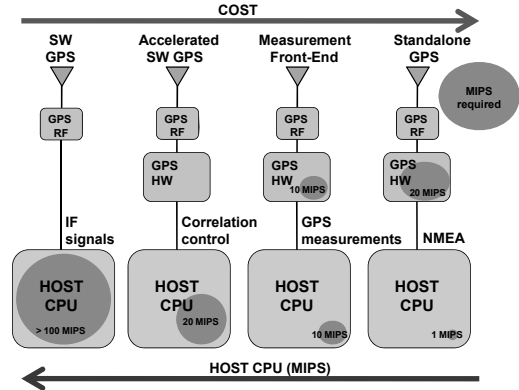 COST
SW
GPS
Accelerated
SW GPS
Measurement
Front-End
Standalone
GPS
MIPS
required
GPS
RF
GPS
RF
GPS
RF
GPS
RF
GPS
HW
GPS
HW
10 MIPS
GPS
HW
20 MIPS
IF
signals
Correlation
control
GPS
measurements
NMEA
HOST
CPU
> 100 MIPS
HOST
CPU
20 MIPS
HOST
CPU
10 MIPS
HOST
CPU
1 MIPS
HOST CPU (MIPS)